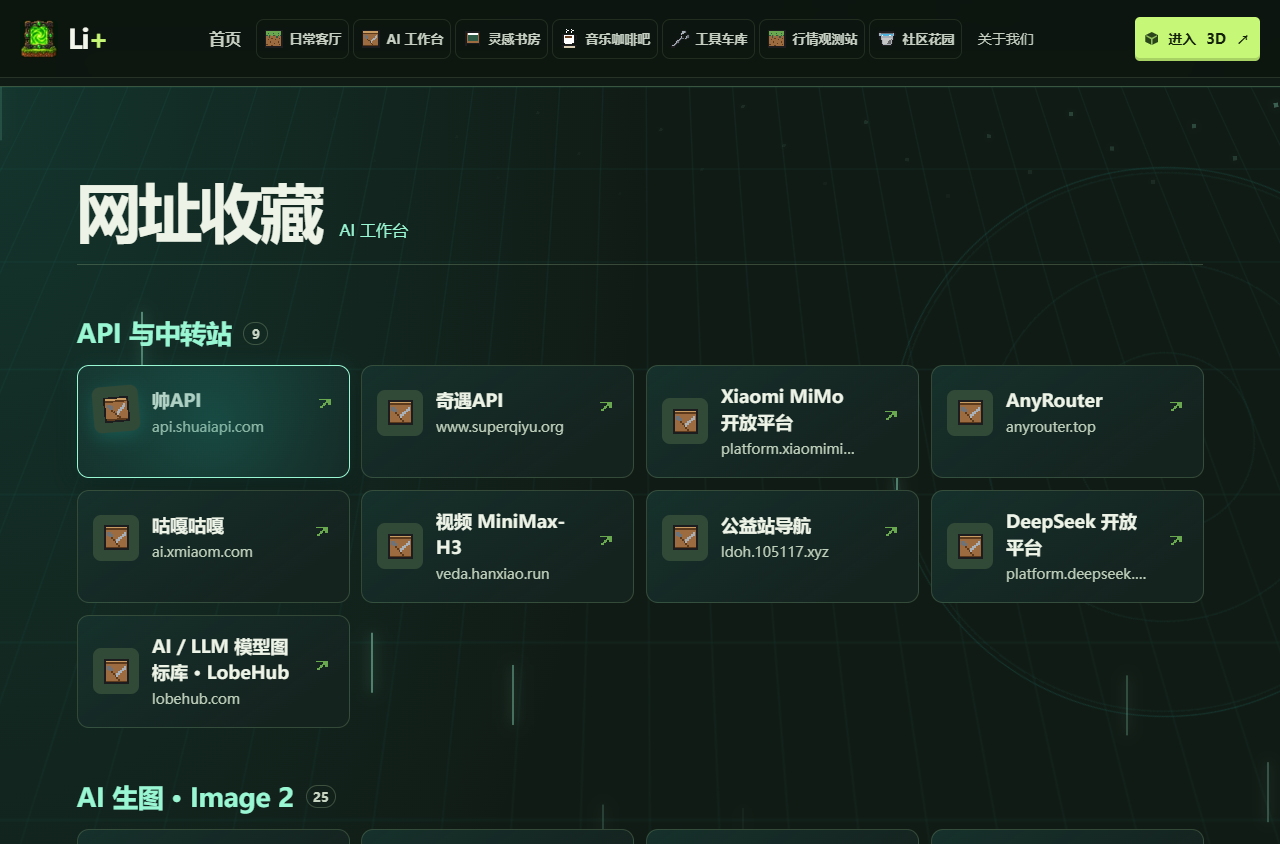 Li+
首页
日常客厅
AI 工作台
灵感书房
音乐咖啡吧
工具车库
行情观测站
社区花园
关于我们
进入 3D ↗
网址收藏 AI 工作台
API 与中转站 9
帅API
api.shuaiapi.com
奇遇API
www.superqiyu.org
Xiaomi MiMo
开放平台
platform.xiaomimi...
AnyRouter
anyrouter.top
咕嘎咕嘎
ai.xmiaom.com
视频 MiniMax-
H3
veda.hanxiao.run
公益站导航
ldoh.105117.xyz
DeepSeek 开放
平台
platform.deepseek....
AI / LLM 模型图
标库 • LobeHub
lobehub.com
AI 生图 • Image 2 25